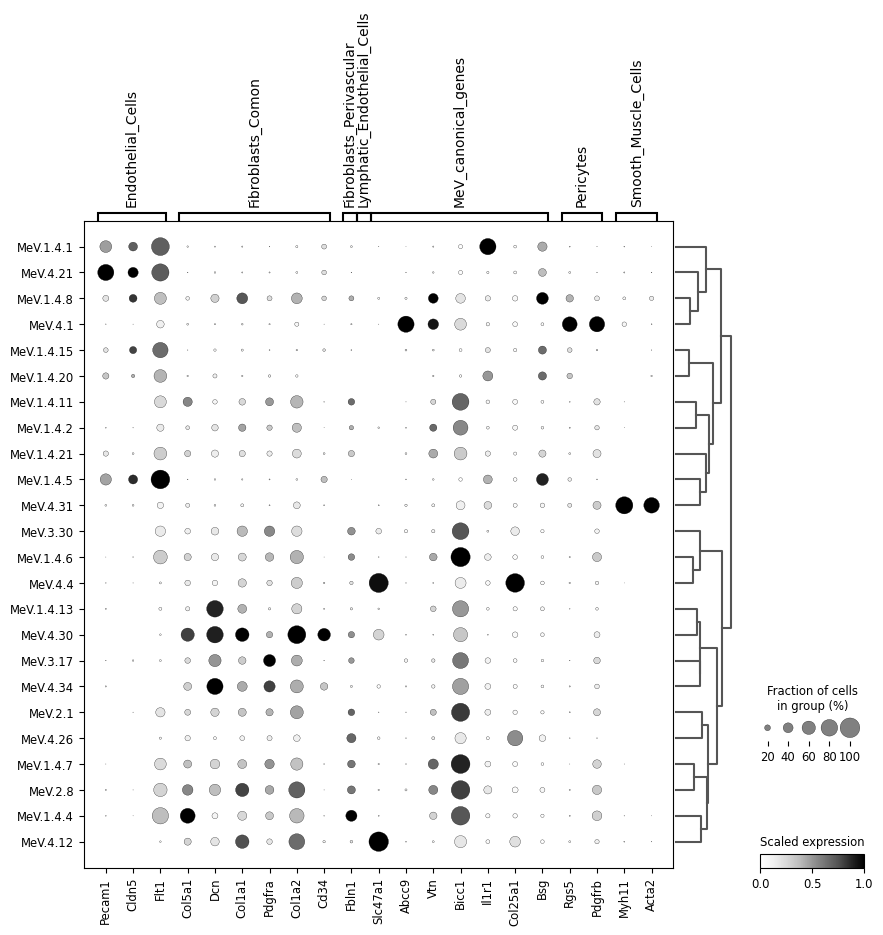 Endothelial_Cells
Fibroblasts_Comon
Fibroblasts_Perivascular
Lymphatic_Endothelial_Cells
MeV_canonical_genes
Pericytes
Smooth_Muscle_Cells
MeV.1.4.1
MeV.4.21
MeV.1.4.8
MeV.4.1
MeV.1.4.15
MeV.1.4.20
MeV.1.4.11
MeV.1.4.2
MeV.1.4.21
MeV.1.4.5
MeV.4.31
MeV.3.30
MeV.1.4.6
MeV.4.4
MeV.1.4.13
MeV.4.30
MeV.3.17
MeV.4.34
MeV.2.1
MeV.4.26
MeV.1.4.7
MeV.2.8
MeV.1.4.4
MeV.4.12
Pecam1
Cldn5
Flt1
Col5a1
Dcn
Col1a1
Pdgfra
Col1a2
Cd34
Fbln1
Slc47a1
Abcc9
Vtn
Bicc1
Il1r1
Col25a1
Bsg
Rgs5
Pdgfrb
Myh11
Acta2
Fraction of cells
in group (%)
20 40 60 80 100
Scaled expression
0.0 0.5 1.0